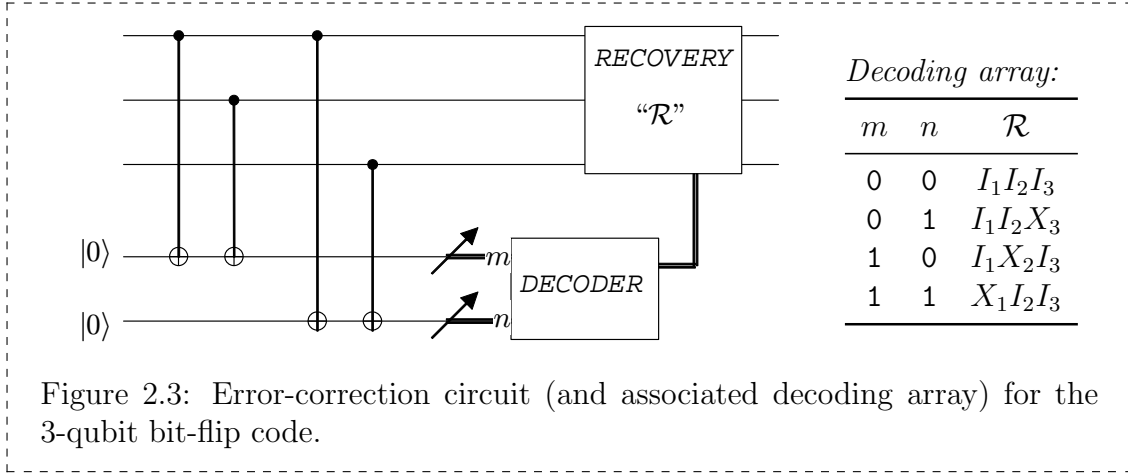 RECOVERY
“R”
|0⟩
m
DECODER
|0⟩
n
Decoding array:
m n R
0 0 I₁I₂I₃
0 1 I₁I₂X₃
1 0 I₁X₂I₃
1 1 X₁I₂I₃
Figure 2.3: Error-correction circuit (and associated decoding array) for the
3-qubit bit-flip code.